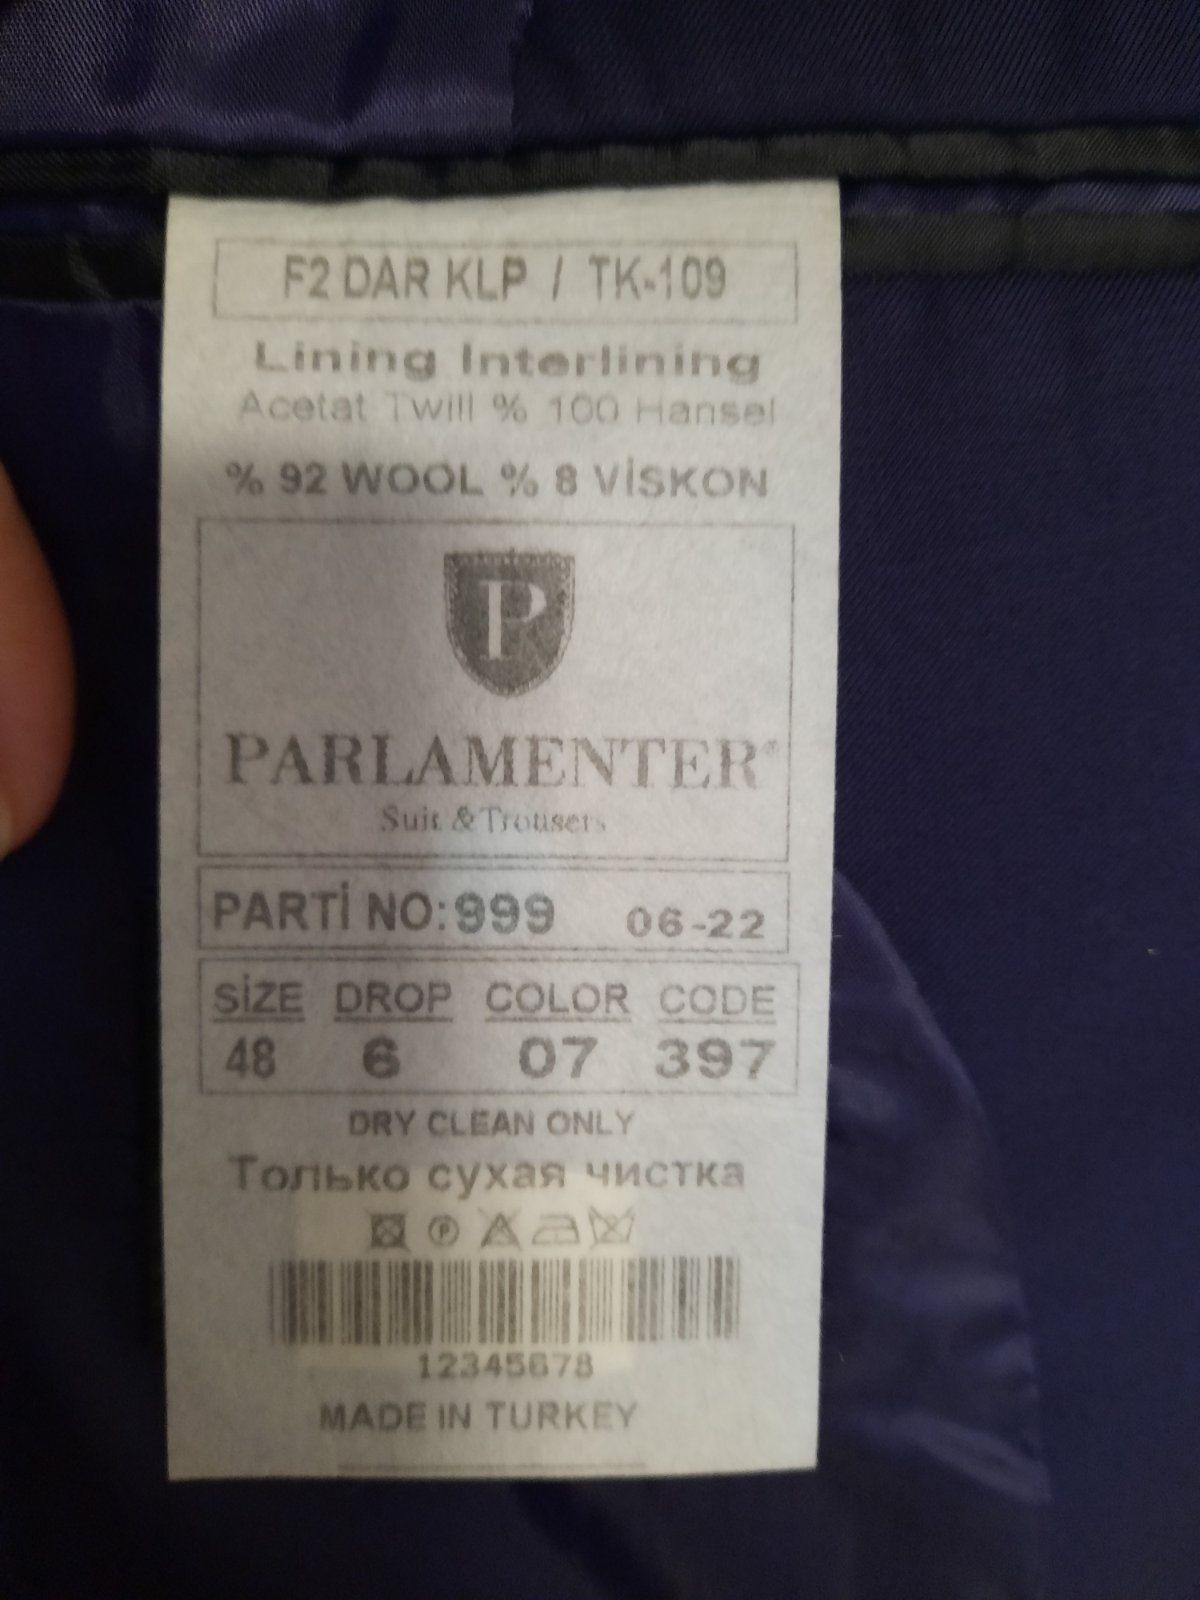 F2 DAR KLP / TK-109
Lining Interlining
Acetat Twill % 100 Hansel
% 92 WOOL % 8 VİSKON
P
PARLAMENTER®
Suit & Trousers
PARTİ NO:999 06-22
SİZE DROP COLOR CODE
48 6 07 397
DRY CLEAN ONLY
Только сухая чистка
P
12345678
MADE IN TURKEY